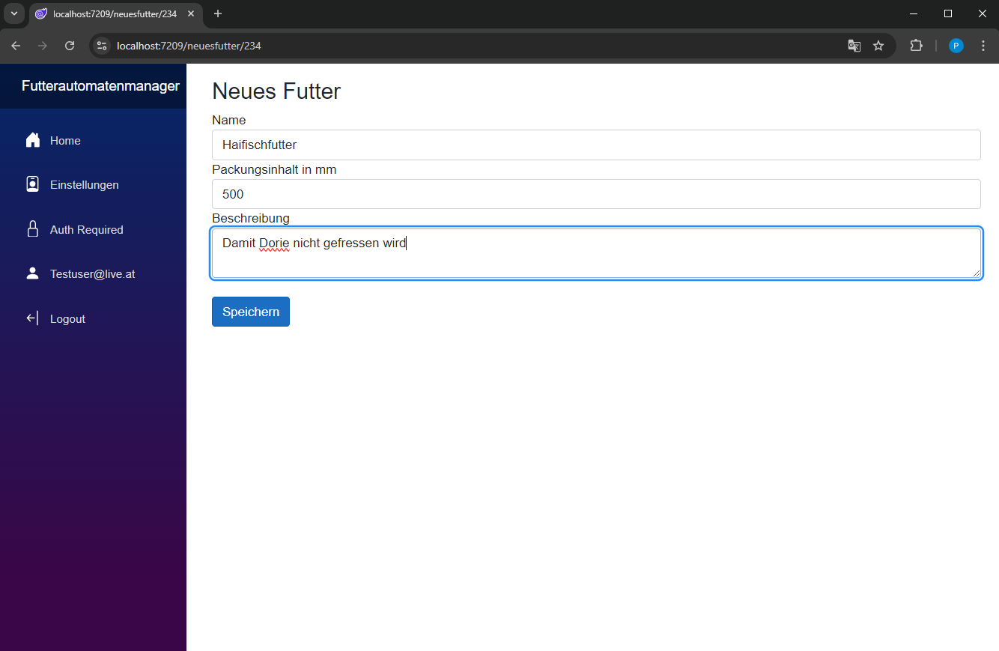 localhost:7209/neuesfutter/234
localhost:7209/neuesfutter/234
P
Futterautomatenmanager
Home
Einstellungen
Auth Required
Testuser@live.at
Logout
Neues Futter
Name
Haifischfutter
Packungsinhalt in mm
500
Beschreibung
Damit Dorie nicht gefressen wird
Speichern